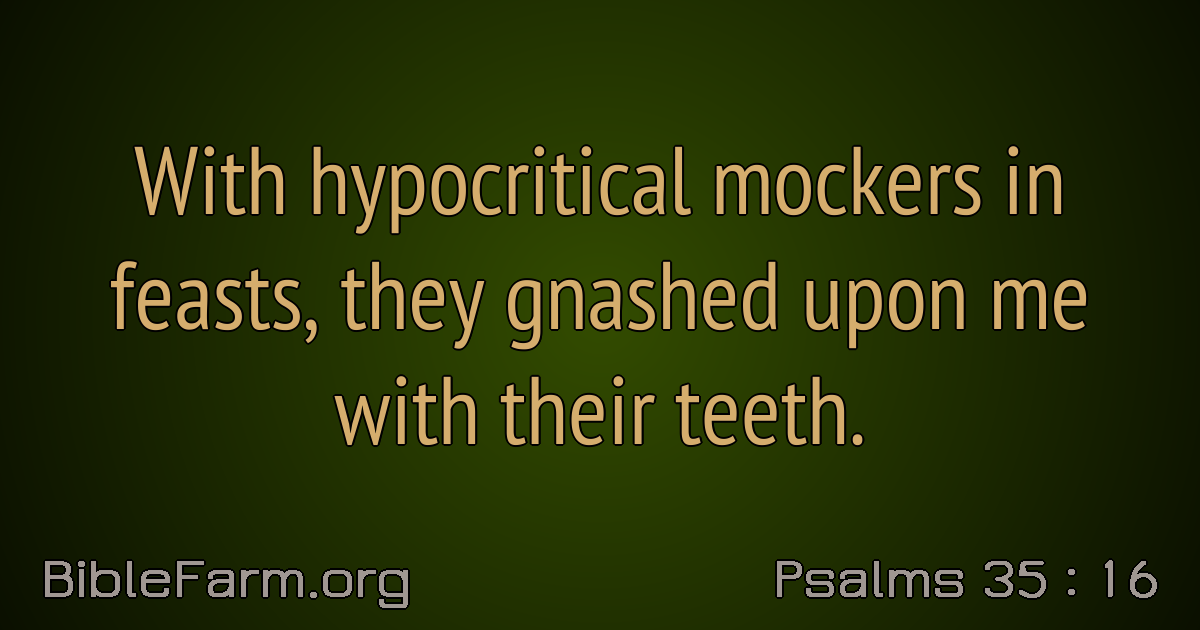 With hypocritical mockers in
feasts, they gnashed upon me
with their teeth.
BibleFarm.org
Psalms 35 : 16